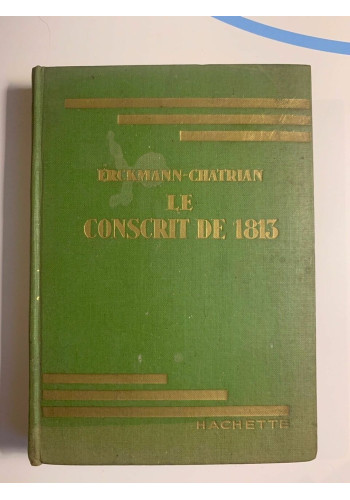 ERCKMANN-CHATRIAN
LE
CONSCRIT DE 1813
HACHETTE